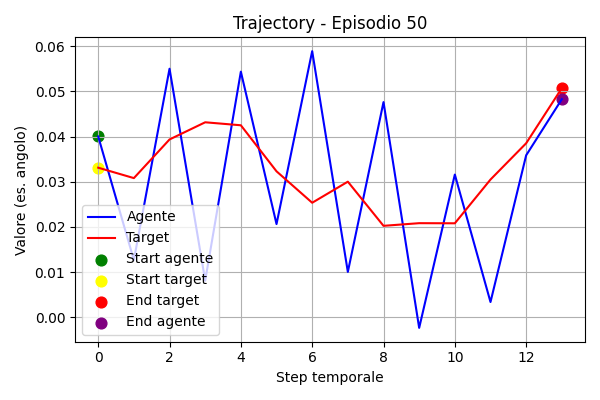 Trajectory - Episodio 50
Valore (es. angolo)
0.06
0.05
0.04
0.03
0.02
0.01
0.00
Agente
Target
Start agente
Start target
End target
End agente
0 2 4 6 8 10 12
Step temporale